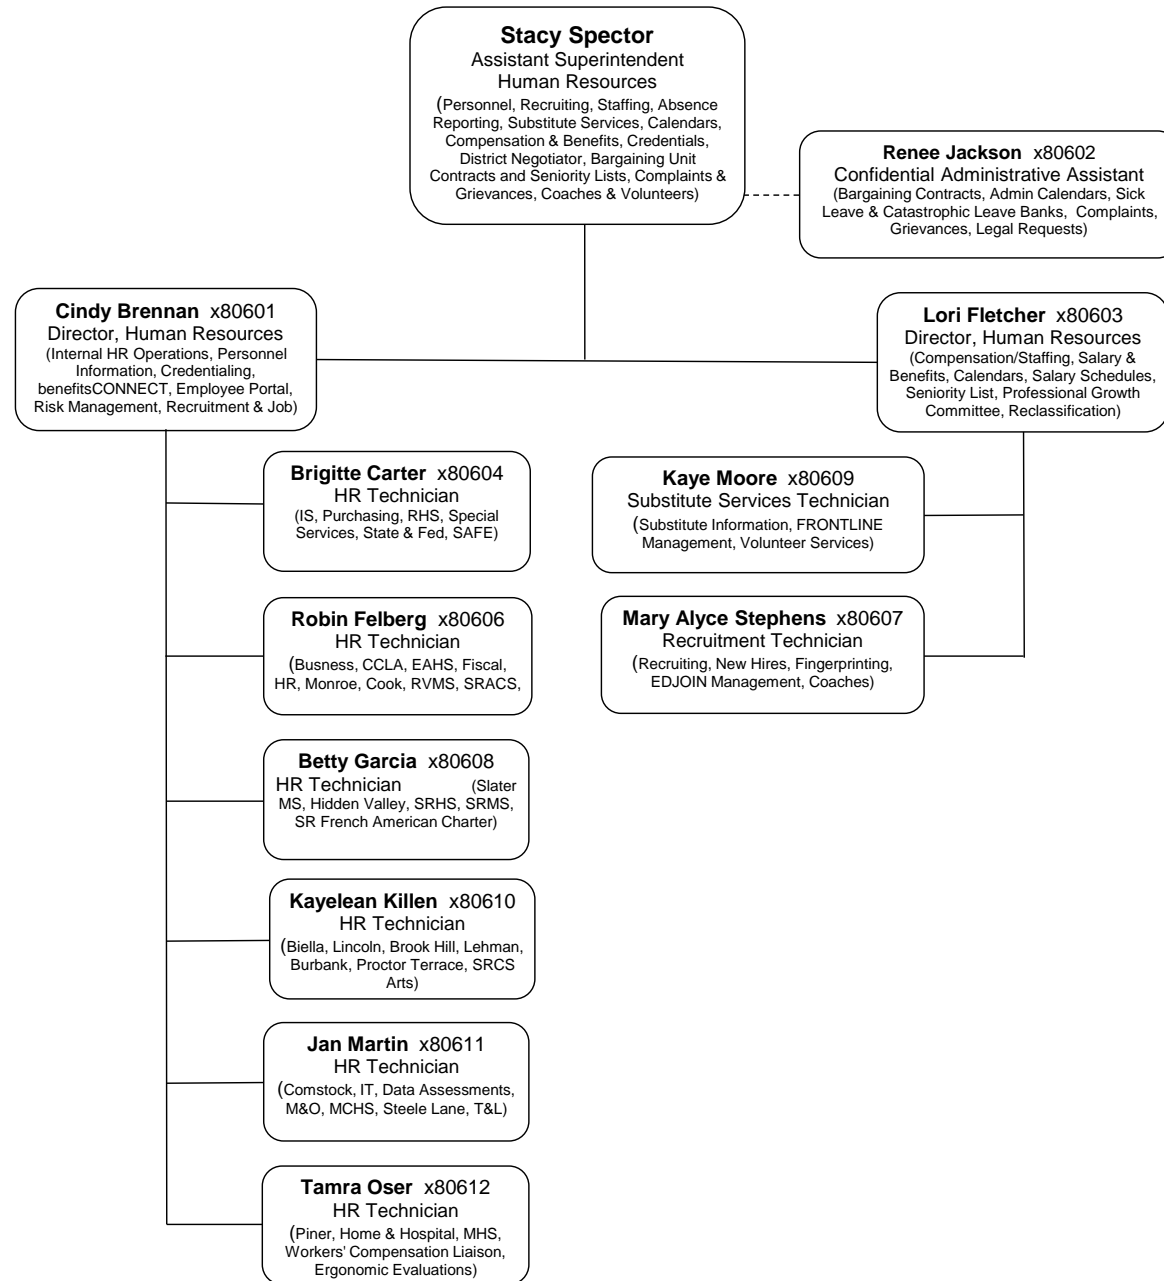 Stacy Spector
Assistant Superintendent
Human Resources
(Personnel, Recruiting, Staffing, Absence
Reporting, Substitute Services, Calendars,
Compensation & Benefits, Credentials,
District Negotiator, Bargaining Unit
Contracts and Seniority Lists, Complaints &
Grievances, Coaches & Volunteers)
Renee Jackson x80602
Confidential Administrative Assistant
(Bargaining Contracts, Admin Calendars, Sick
Leave & Catastrophic Leave Banks, Complaints,
Grievances, Legal Requests)
Cindy Brennan x80601
Director, Human Resources
(Internal HR Operations, Personnel
Information, Credentialing,
benefitsCONNECT, Employee Portal,
Risk Management, Recruitment & Job)
Lori Fletcher x80603
Director, Human Resources
(Compensation/Staffing, Salary &
Benefits, Calendars, Salary Schedules,
Seniority List, Professional Growth
Committee, Reclassification)
Brigitte Carter x80604
HR Technician
(IS, Purchasing, RHS, Special
Services, State & Fed, SAFE)
Kaye Moore x80609
Substitute Services Technician
(Substitute Information, FRONTLINE
Management, Volunteer Services)
Robin Felberg x80606
HR Technician
(Busness, CCLA, EAHS, Fiscal,
HR, Monroe, Cook, RVMS, SRACS,
Mary Alyce Stephens x80607
Recruitment Technician
(Recruiting, New Hires, Fingerprinting,
EDJOIN Management, Coaches)
Betty Garcia x80608
HR Technician (Slater
MS, Hidden Valley, SRHS, SRMS,
SR French American Charter)
Kayelean Killen x80610
HR Technician
(Biella, Lincoln, Brook Hill, Lehman,
Burbank, Proctor Terrace, SRCS
Arts)
Jan Martin x80611
HR Technician
(Comstock, IT, Data Assessments,
M&O, MCHS, Steele Lane, T&L)
Tamra Oser x80612
HR Technician
(Piner, Home & Hospital, MHS,
Workers' Compensation Liaison,
Ergonomic Evaluations)